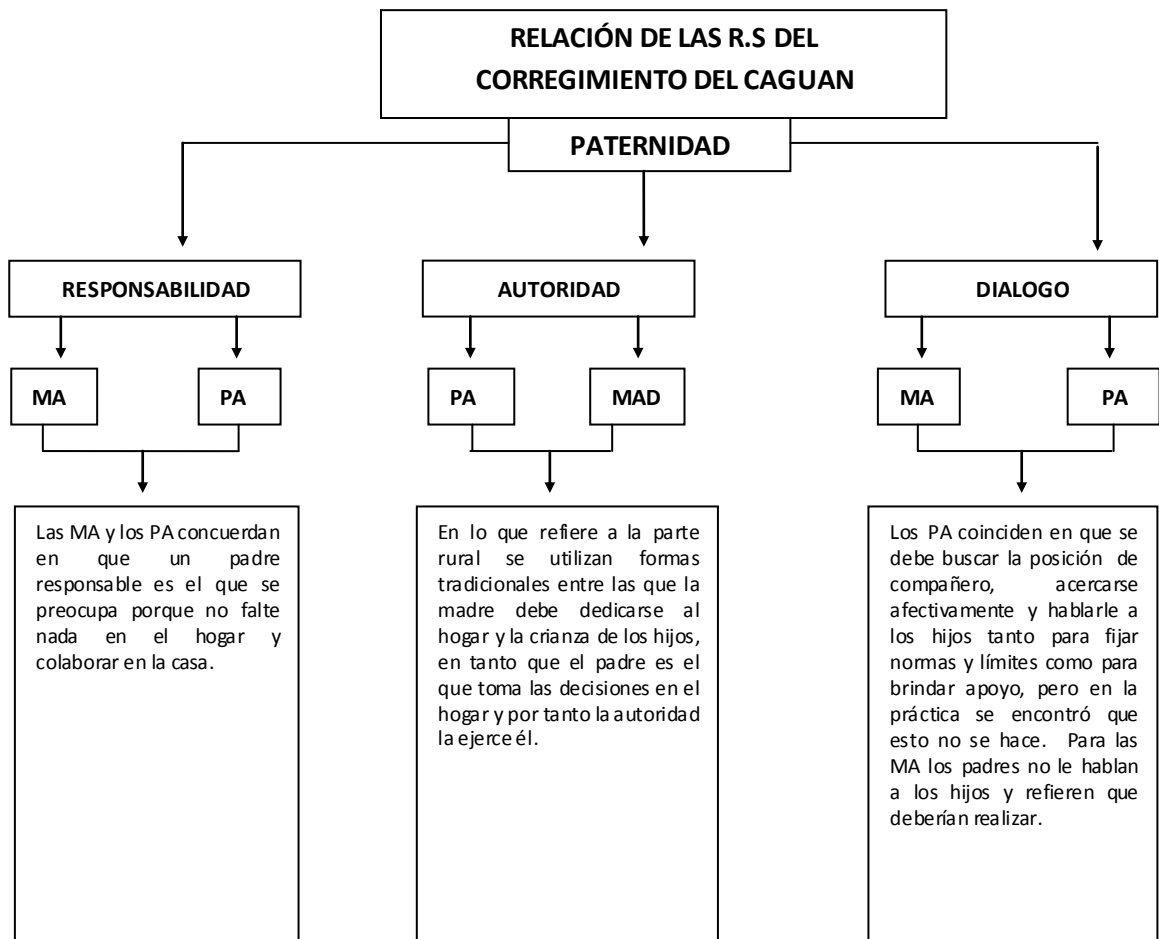 RELACIÓN DE LAS R.S DEL
CORREGIMIENTO DEL CAGUAN
PATERNIDAD
RESPONSABILIDAD
MA
PA
Las MA y los PA concuerdan
en que un padre
responsable es el que se
preocupa porque no falte
nada en el hogar y
colaborar en la casa.
AUTORIDAD
PA
MAD
En lo que refiere a la parte
rural se utilizan formas
tradicionales entre las que la
madre debe dedicarse al
hogar y la crianza de los hijos,
en tanto que el padre es el
que toma las decisiones en el
hogar y por tanto la autoridad
la ejerce él.
DIALOGO
MA
PA
Los PA coinciden en que se
debe buscar la posición de
compañero, acercarse
afectivamente y hablarle a
los hijos tanto para fijar
normas y límites como para
brindar apoyo, pero en la
práctica se encontró que
esto no se hace. Para las
MA los padres no le hablan
a los hijos y refieren que
deberían realizar.